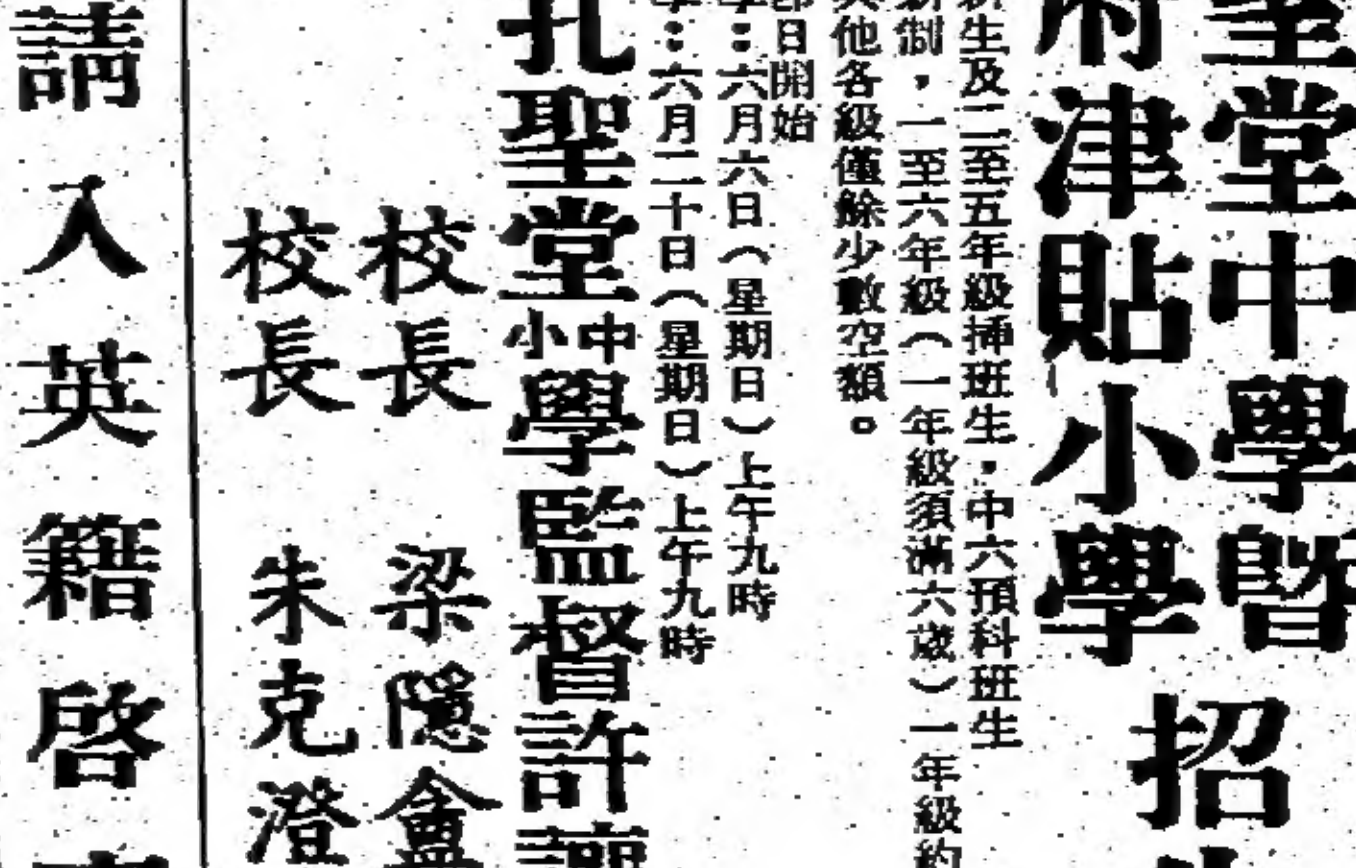 堂中學暨
府津貼小學
招
生及二至五年級挿班生，中六預科班生
新制，一至六年級（一年級須滿六歲）一年級約
其他各級僅餘少數空額。
日開始
：六月六日（星期日）上午九時
：六月二十日（星期日）上午九時
孔聖堂中小學監督許
校長 梁隱盦
校長 朱克澄
請入英籍啓